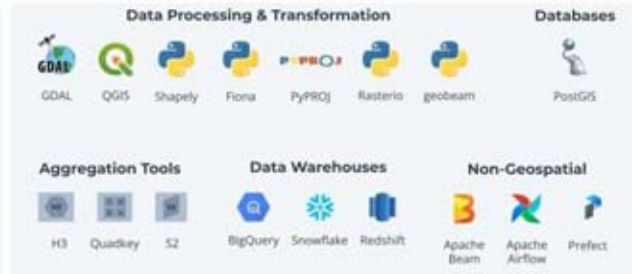 Data Processing & Transformation
Databases
GDAL
PYPROJ
GDAL
QGIS
Shapely
Fiona
PyPROJ
Rasterio
geobeam
PostGIS
Aggregation Tools
Data Warehouses
Non-Geospatial
H3
H3
Quadkey
S2
BigQuery
Snowflake
Redshift
Apache
Beam
Apache
Airflow
Prefect